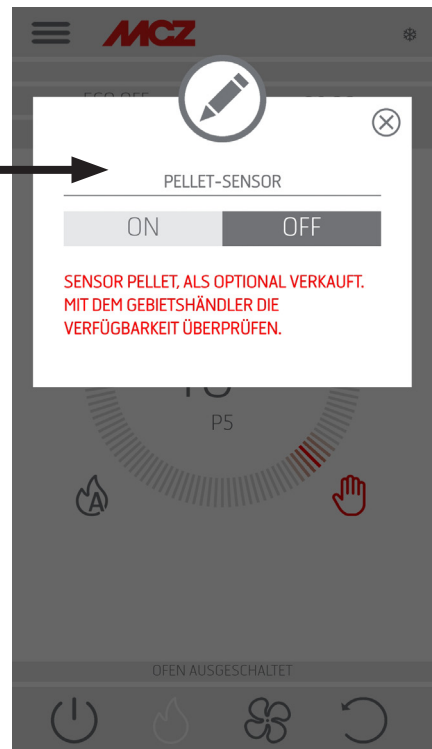 MCZ
PELLET-SENSOR
ON OFF
SENSOR PELLET, ALS OPTIONAL VERKAUFT.
MIT DEM GEBIETSHÄNDLER DIE
VERFÜGBARKEIT ÜBERPRÜFEN.
P5
A
OFEN AUSGESCHALTET